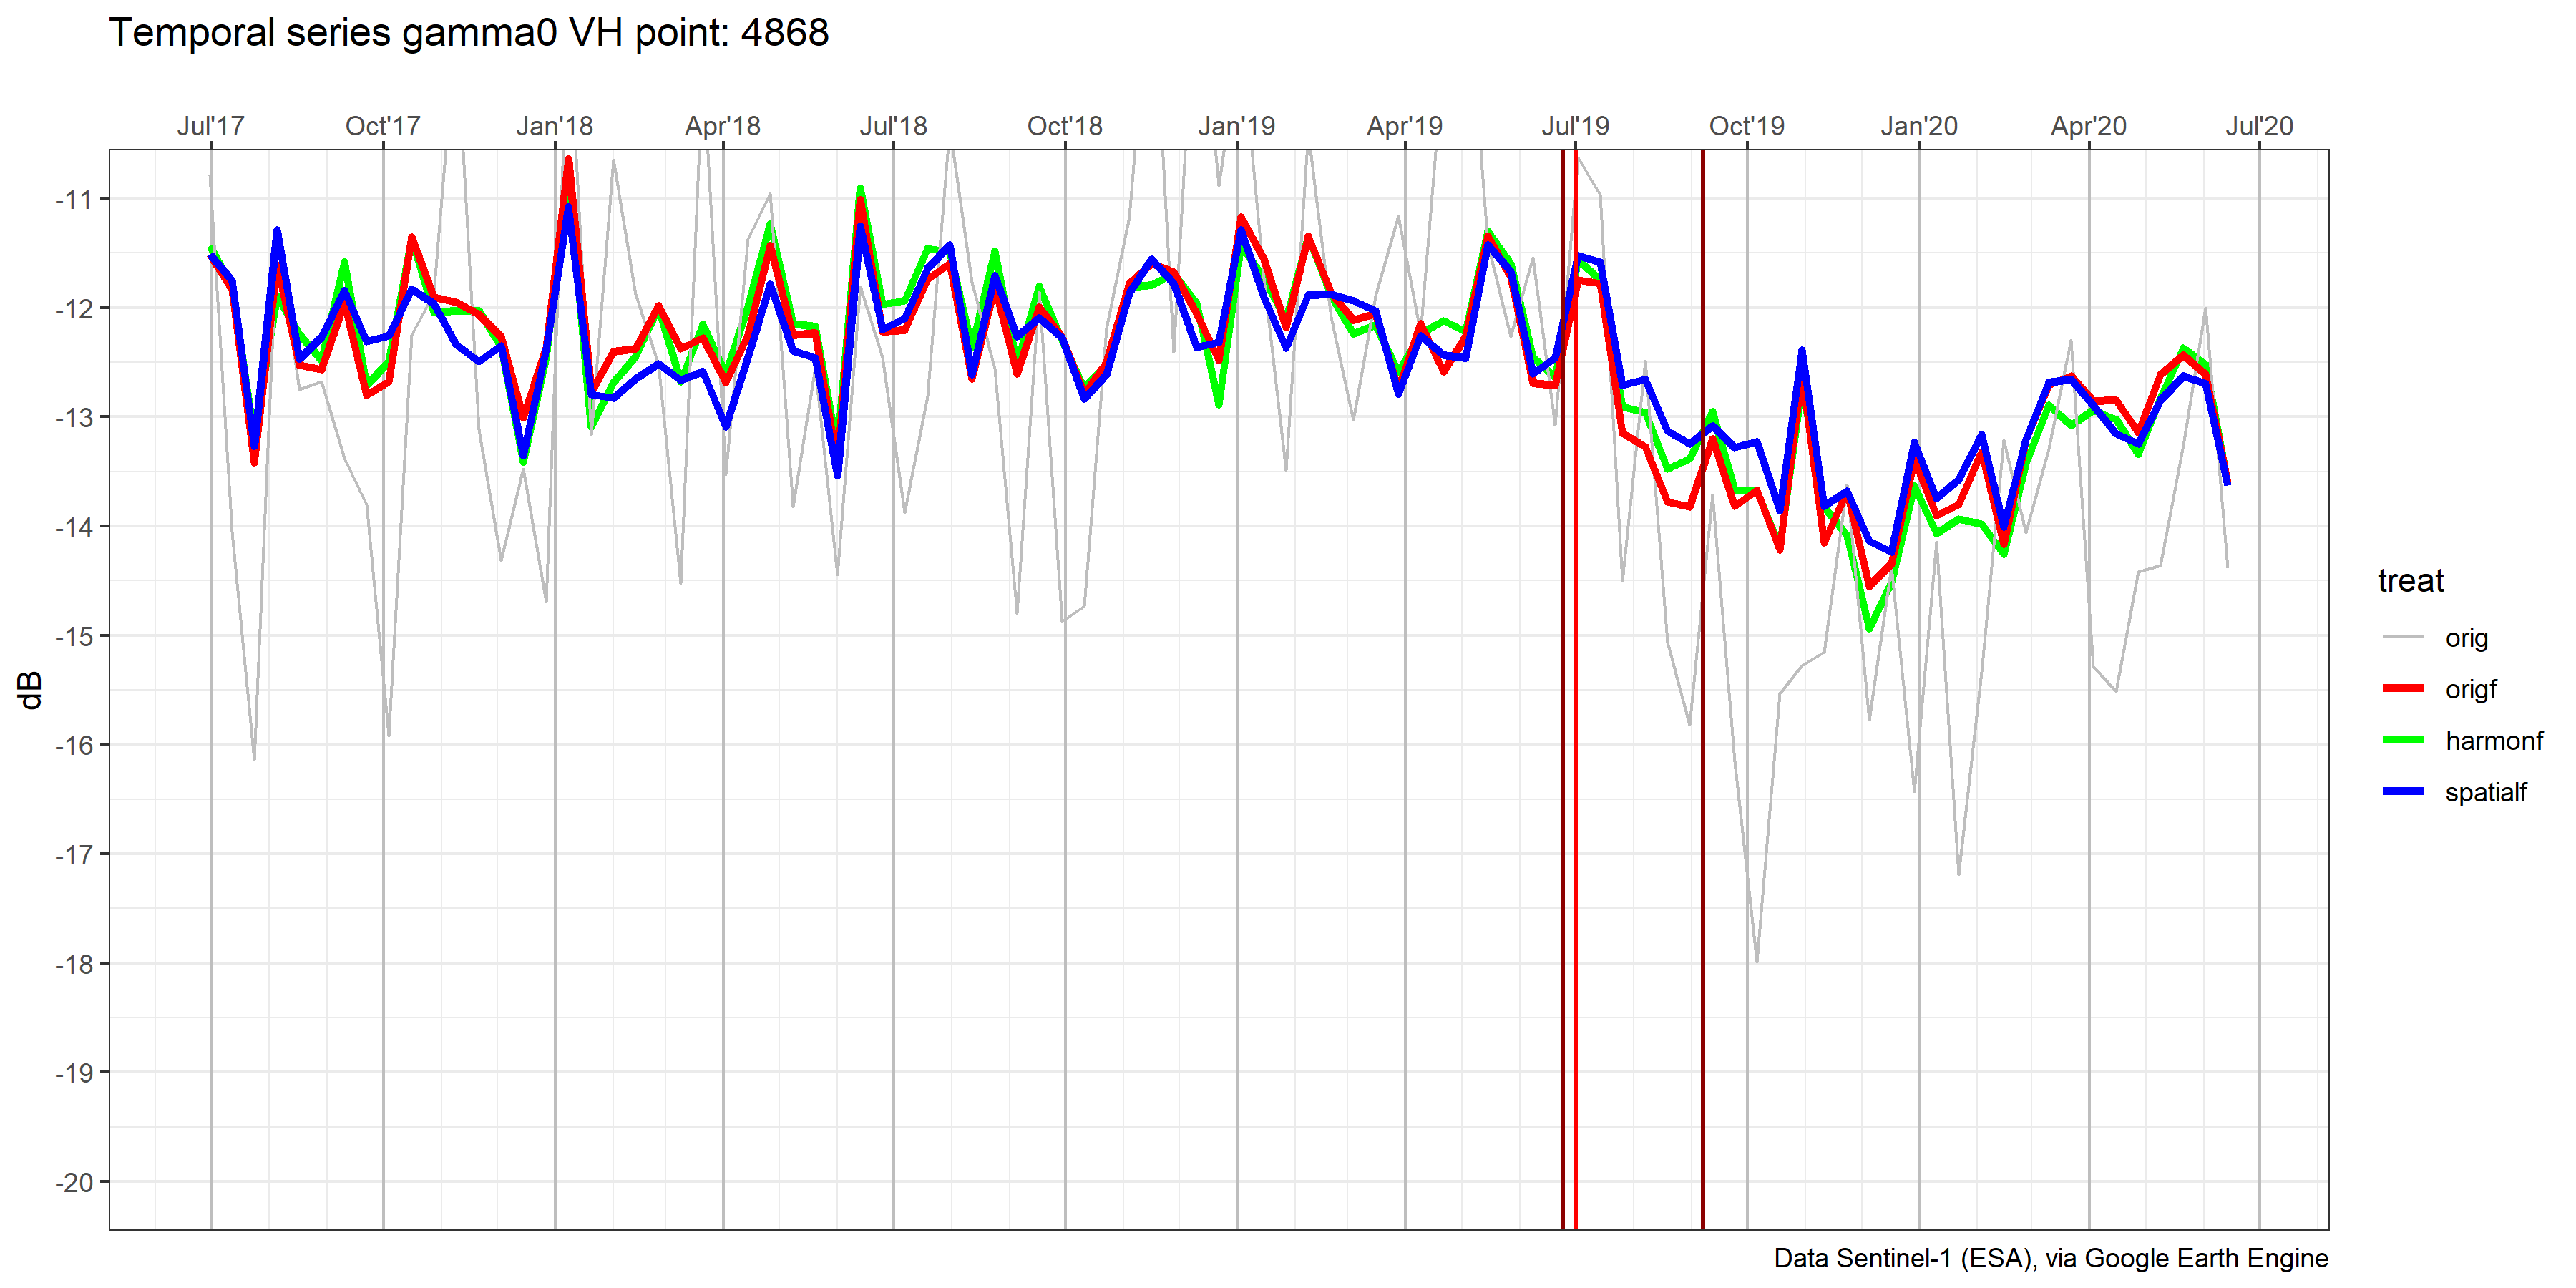 Temporal series gamma0 VH point: 4868
Jul'17 Oct'17 Jan'18 Apr'18 Jul'18 Oct'18 Jan'19 Apr'19 Jul'19 Oct'19 Jan'20 Apr'20 Jul'20
-11
-12
-13
-14
-15
-16
-17
-18
-19
-20
dB
treat
orig
origf
harmonf
spatialf
Data Sentinel-1 (ESA), via Google Earth Engine